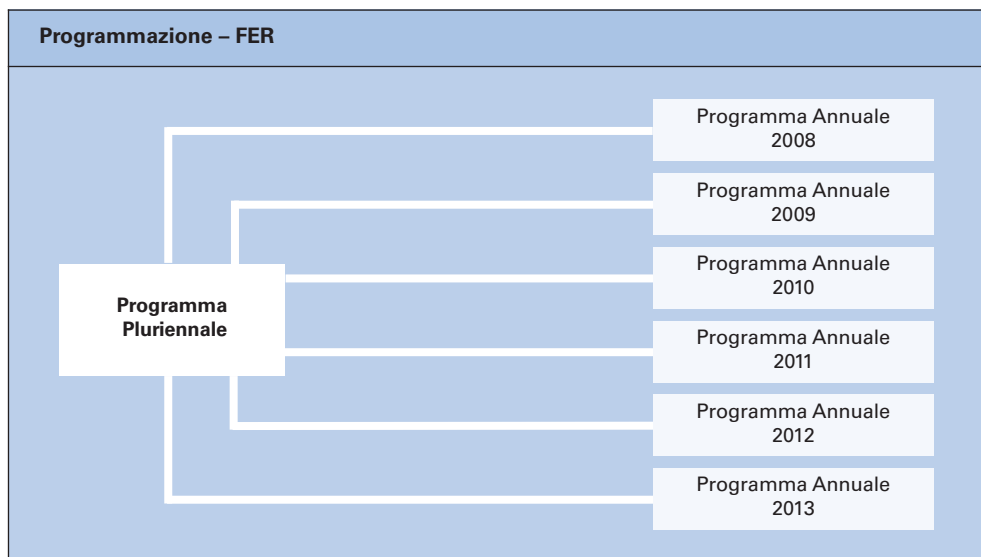 Programmazione – FER
Programma Annuale
2008
Programma Annuale
2009
Programma Annuale
2010
Programma
Pluriennale
Programma Annuale
2011
Programma Annuale
2012
Programma Annuale
2013